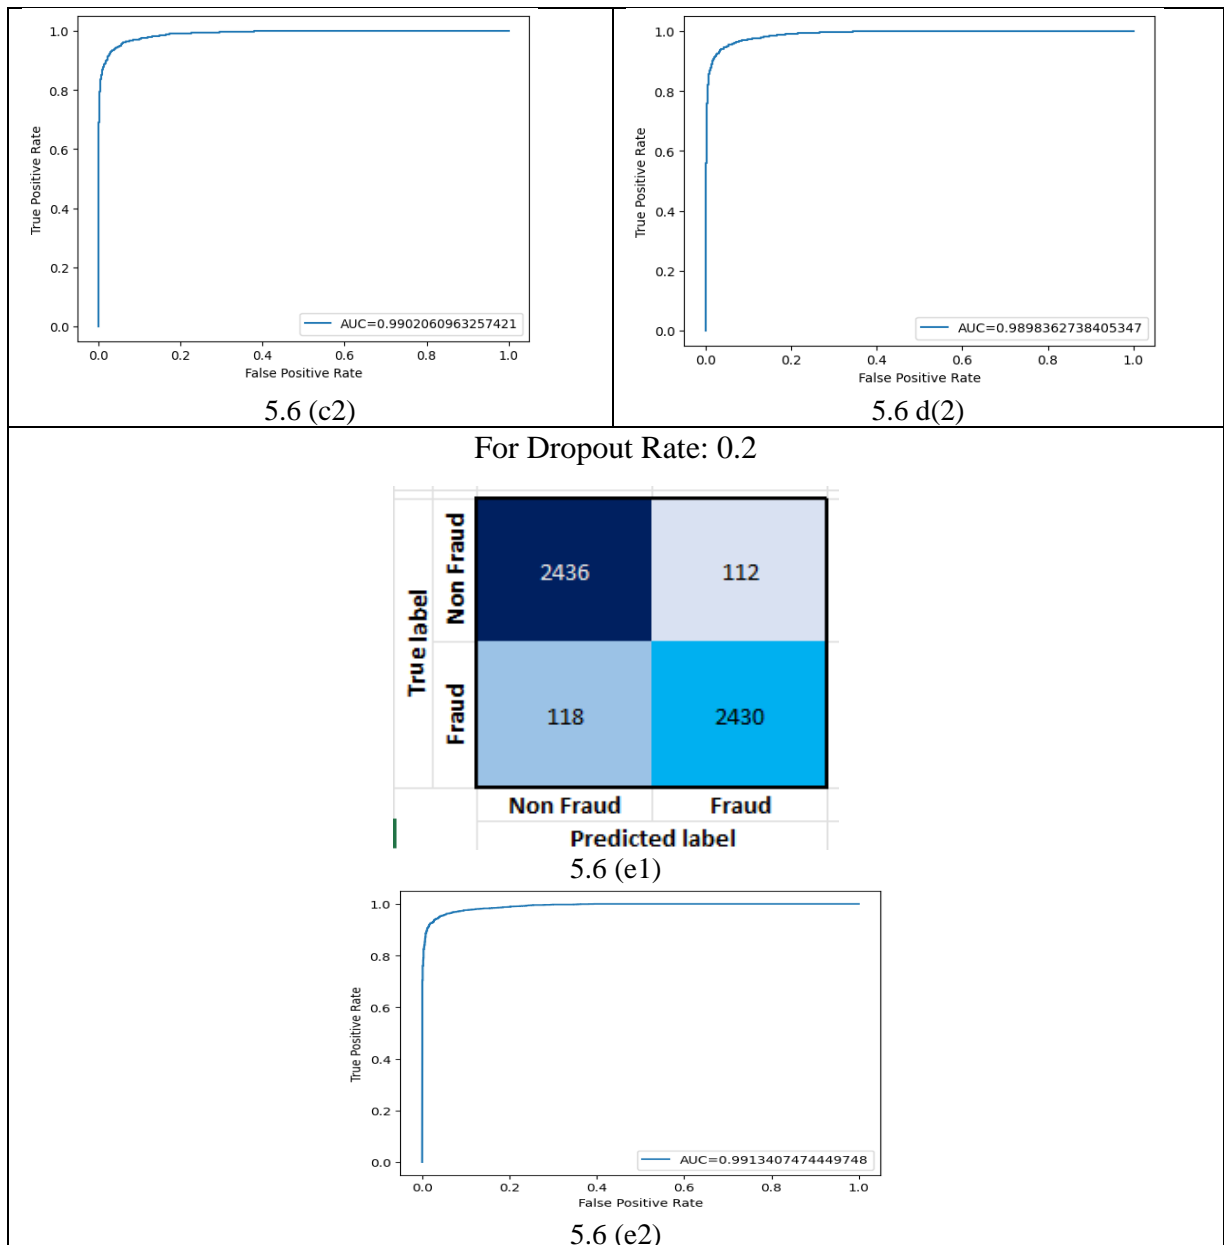 1.0
0.8
0.6
0.4
0.2
0.0
True Positive Rate
AUC=0.9902060963257421
0.0 0.2 0.4 0.6 0.8 1.0
False Positive Rate
5.6 (c2)
1.0
0.8
0.6
0.4
0.2
0.0
True Positive Rate
AUC=0.9898362738405347
0.0 0.2 0.4 0.6 0.8 1.0
False Positive Rate
5.6 d(2)
For Dropout Rate: 0.2
True label
Non Fraud
2436 112
Fraud
118 2430
Non Fraud Fraud
Predicted label
5.6 (e1)
1.0
0.8
0.6
0.4
0.2
0.0
True Positive Rate
AUC=0.9913407474449748
0.0 0.2 0.4 0.6 0.8 1.0
False Positive Rate
5.6 (e2)